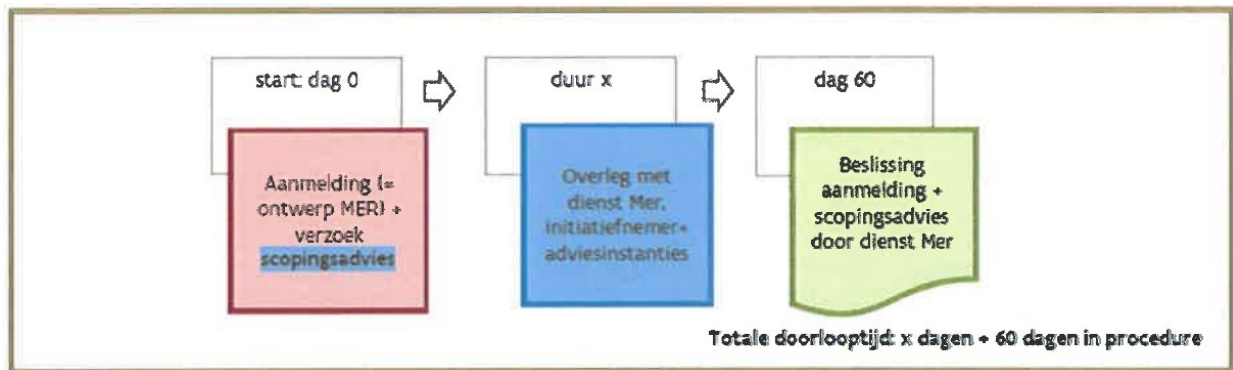 start: dag 0
duur x
dag 60
Aanmelding (=
ontwerp MER) +
verzoek
scopingsadvies
Overleg met
dienst Mer,
initiatiefnemer+
adviesinstanties
Beslissing
aanmelding +
scopingsadvies
door dienst Mer
Totale doorlooptijd: x dagen + 60 dagen in procedure